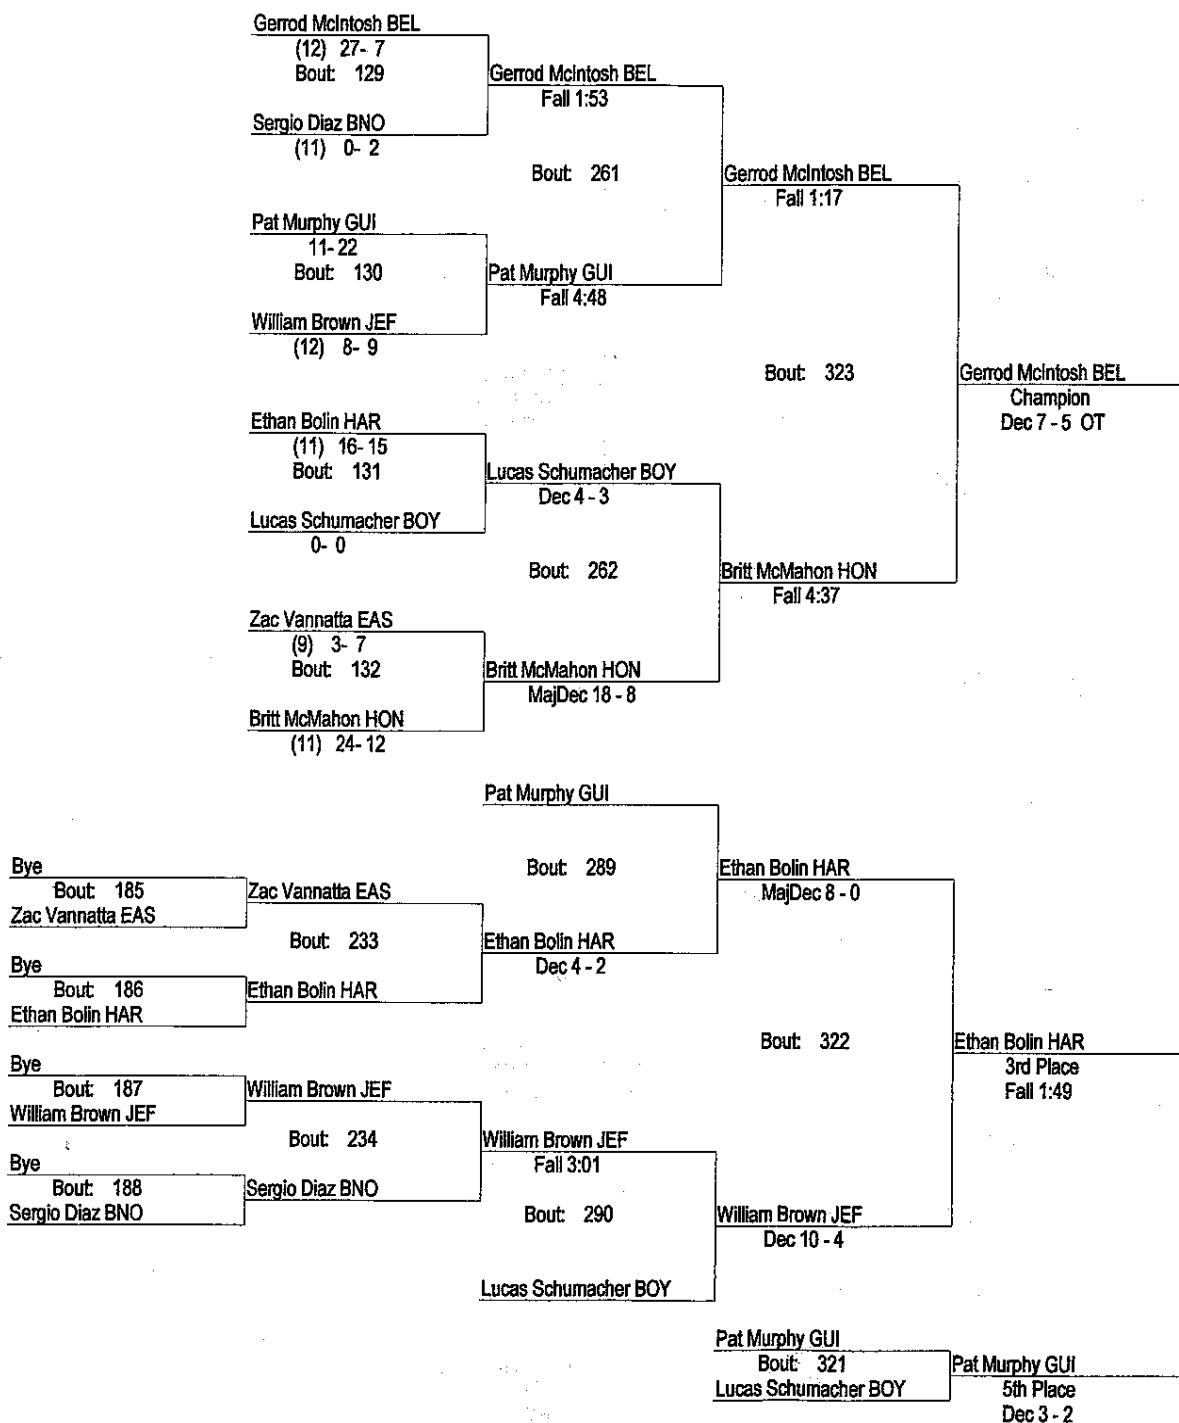 Gerrod McIntosh BEL
(12) 27- 7
Bout: 129
Gerrod McIntosh BEL
Fall 1:53
Sergio Diaz BNO
(11) 0- 2
Bout: 261
Gerrod McIntosh BEL
Fall 1:17
Pat Murphy GUI
11- 22
Bout: 130
Pat Murphy GUI
Fall 4:48
William Brown JEF
(12) 8- 9
Bout: 323
Gerrod McIntosh BEL
Champion
Dec 7 - 5 OT
Ethan Bolin HAR
(11) 16- 15
Bout: 131
Lucas Schumacher BOY
Dec 4 - 3
Lucas Schumacher BOY
0- 0
Bout: 262
Britt McMahon HON
Fall 4:37
Zac Vannatta EAS
(9) 3- 7
Bout: 132
Britt McMahon HON
MajDec 18 - 8
Britt McMahon HON
(11) 24- 12
Pat Murphy GUI
Bout: 289
Ethan Bolin HAR
MajDec 8 - 0
Bye
Bout: 185
Zac Vannatta EAS
Zac Vannatta EAS
Bout: 233
Ethan Bolin HAR
Dec 4 - 2
Bye
Bout: 186
Ethan Bolin HAR
Ethan Bolin HAR
Bout: 322
Ethan Bolin HAR
3rd Place
Fall 1:49
Bye
Bout: 187
William Brown JEF
William Brown JEF
Bout: 234
William Brown JEF
Fall 3:01
Bye
Bout: 188
Sergio Diaz BNO
Sergio Diaz BNO
Bout: 290
William Brown JEF
Dec 10 - 4
Lucas Schumacher BOY
Pat Murphy GUI
Bout: 321
Lucas Schumacher BOY
Pat Murphy GUI
5th Place
Dec 3 - 2